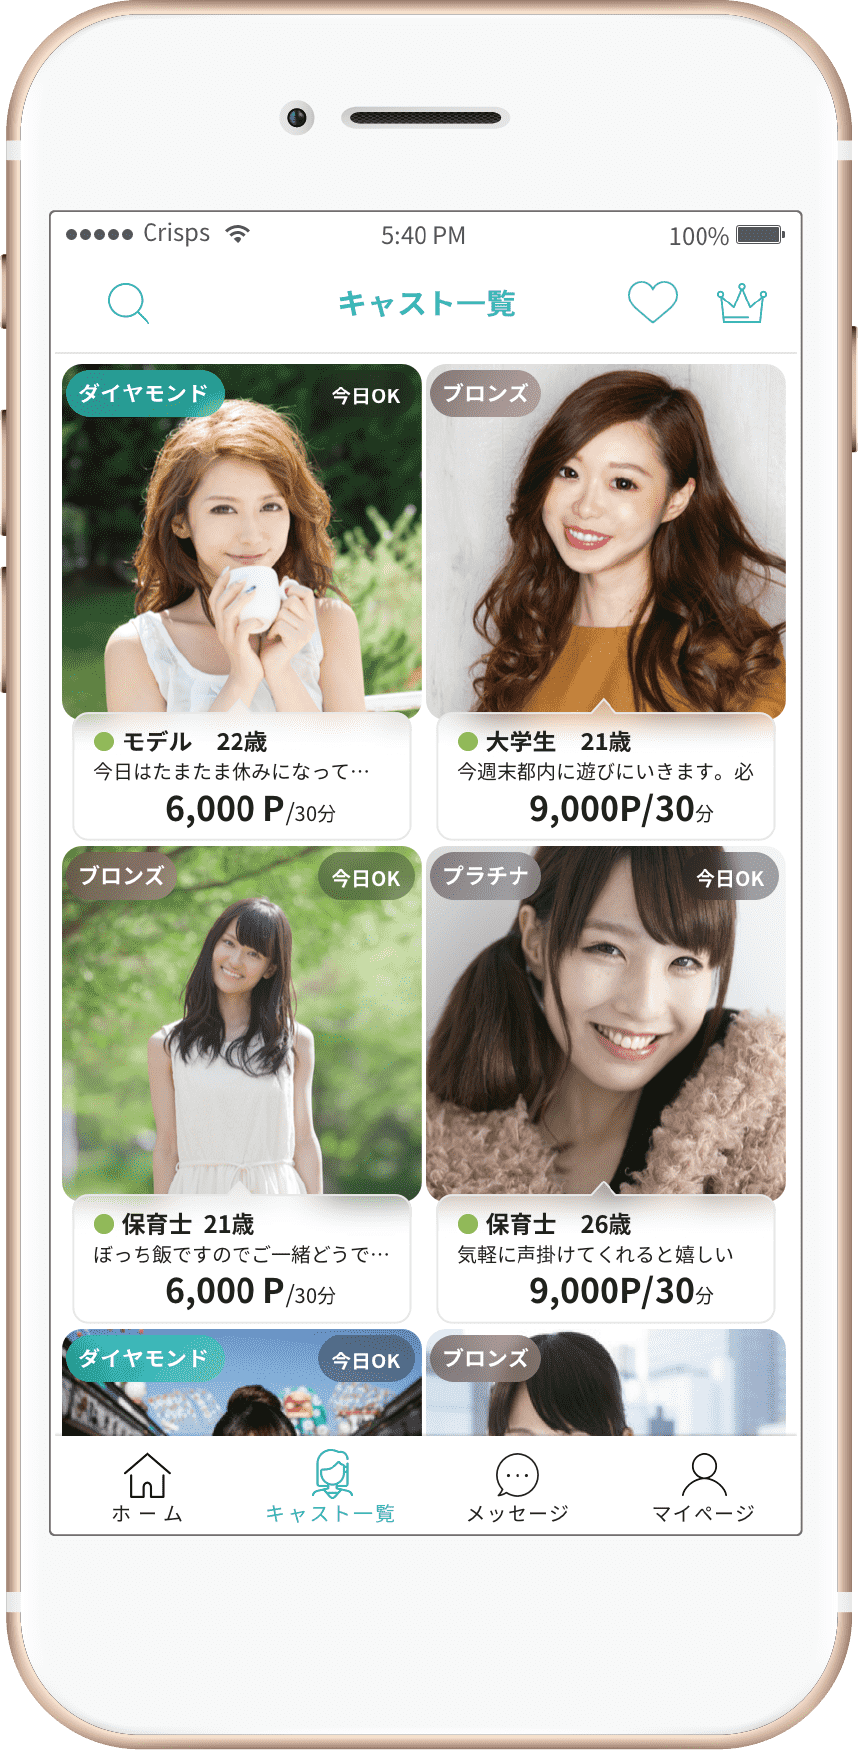 Crisps 5:40 PM 100%
キャスト一覧
ダイヤモンド 今日OK
ブロンズ
モデル 22歳
今日はたまたま休みになって…
6,000 P/30分
大学生 21歳
今週末都内に遊びにいきます。必
9,000P/30分
ブロンズ 今日OK
プラチナ 今日OK
保育士 21歳
ぼっち飯ですのでご一緒どうで…
6,000 P/30分
保育士 26歳
気軽に声掛けてくれると嬉しい
9,000P/30分
ダイヤモンド 今日OK
ブロンズ
ホーム キャスト一覧 メッセージ マイページ